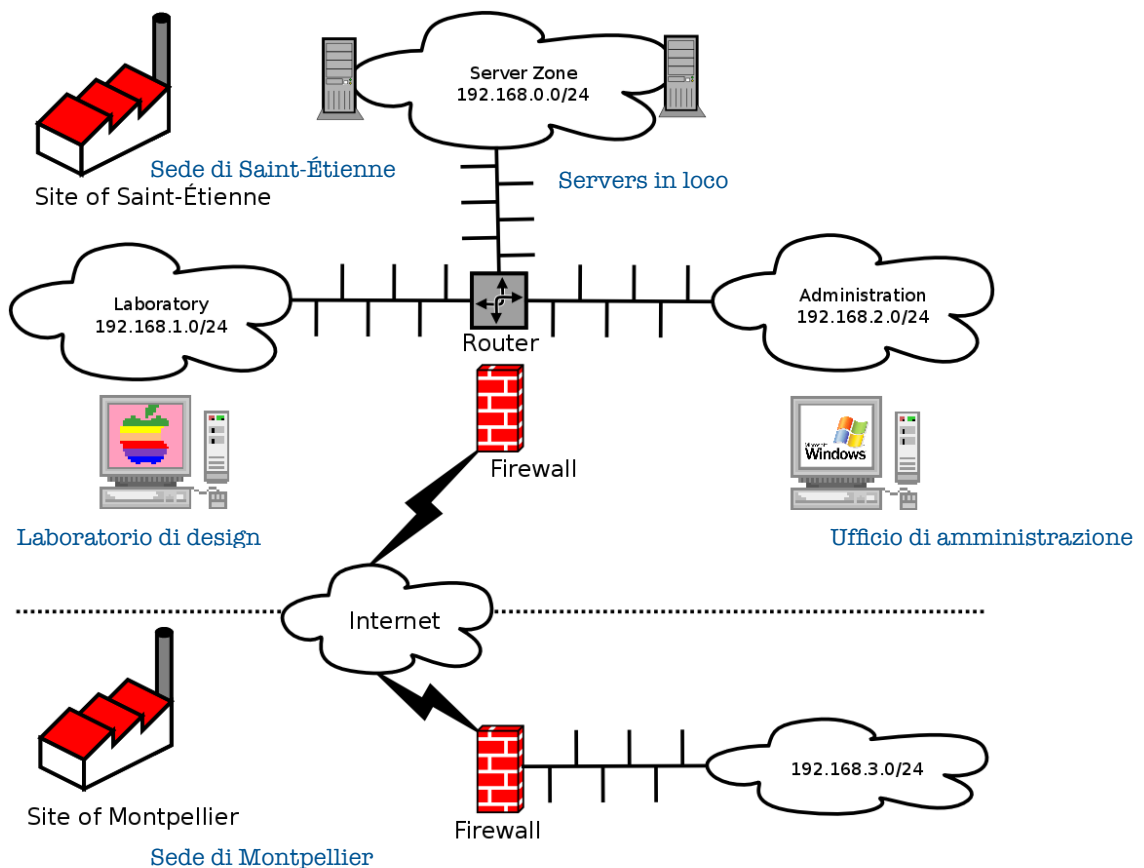 Server Zone
192.168.0.0/24
Sede di Saint-Étienne
Servers in loco
Site of Saint-Étienne
Laboratory
192.168.1.0/24
Administration
192.168.2.0/24
Router
Microsoft
Windows
Firewall
Laboratorio di design
Ufficio di amministrazione
Internet
192.168.3.0/24
Site of Montpellier
Firewall
Sede di Montpellier